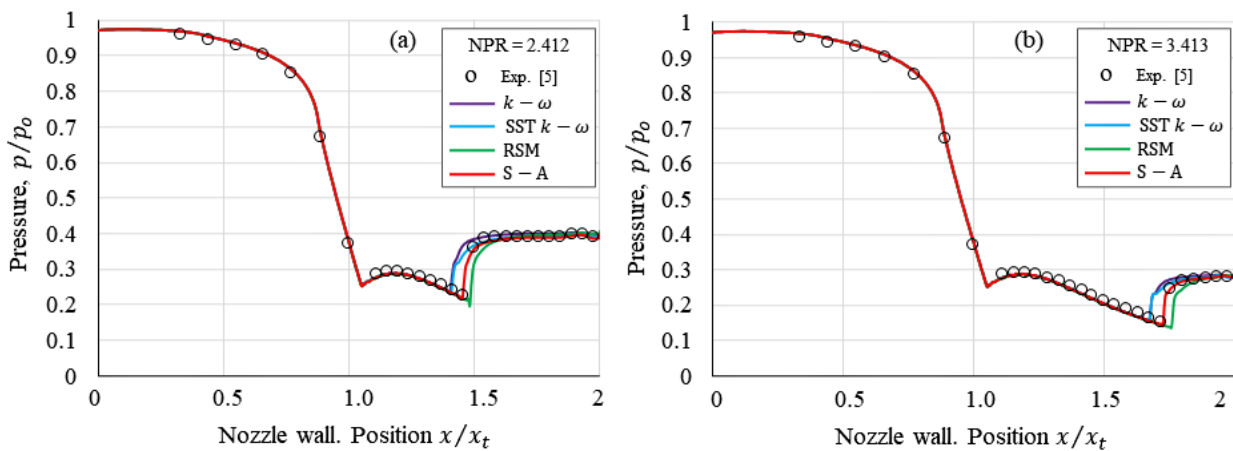 (a)
NPR = 2.412
Exp. [5]
k − ω
SST k − ω
RSM
S − A
Pressure, p/p_o
1
0.9
0.8
0.7
0.6
0.5
0.4
0.3
0.2
0.1
0
0 0.5 1.0 1.5 2
Nozzle wall. Position x/x_t
(b)
NPR = 3.413
Exp. [5]
k − ω
SST k − ω
RSM
S − A
Pressure, p/p_o
1
0.9
0.8
0.7
0.6
0.5
0.4
0.3
0.2
0.1
0
0 0.5 1.0 1.5 2
Nozzle wall. Position x/x_t